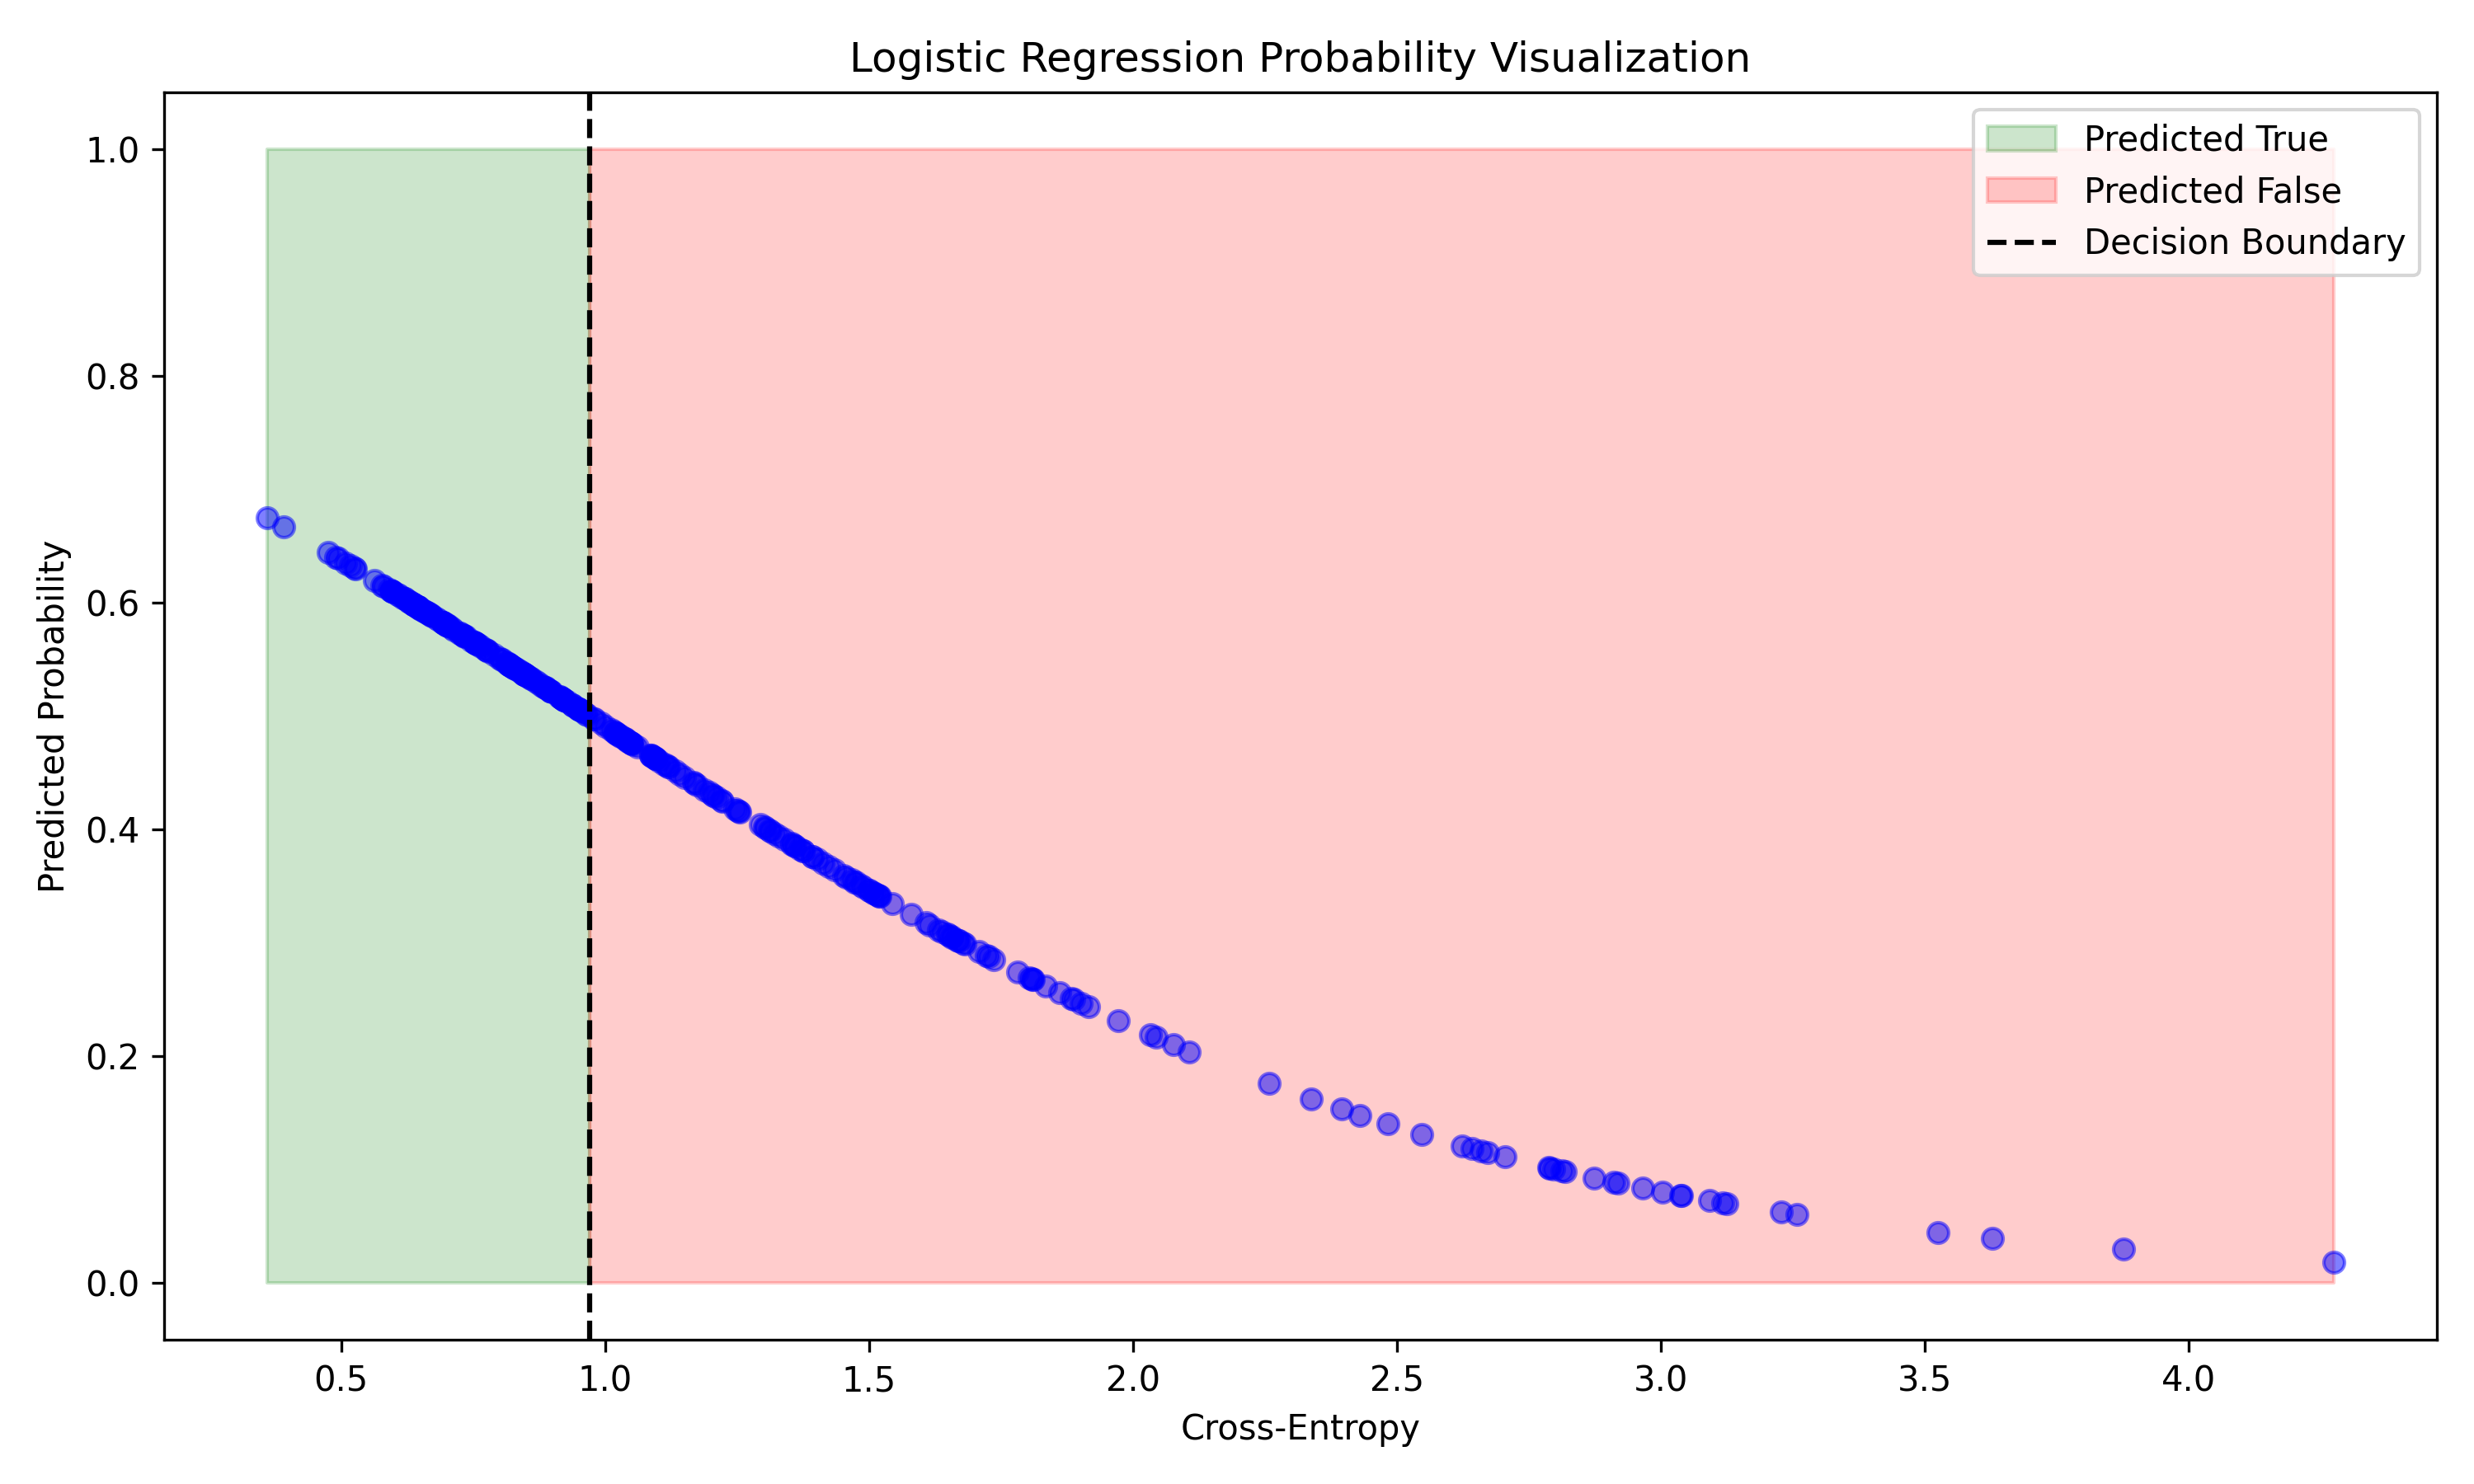 Logistic Regression Probability Visualization
Predicted True
Predicted False
Decision Boundary
Predicted Probability
1.0
0.8
0.6
0.4
0.2
0.0
0.5
1.0
1.5
2.0
2.5
3.0
3.5
4.0
Cross-Entropy